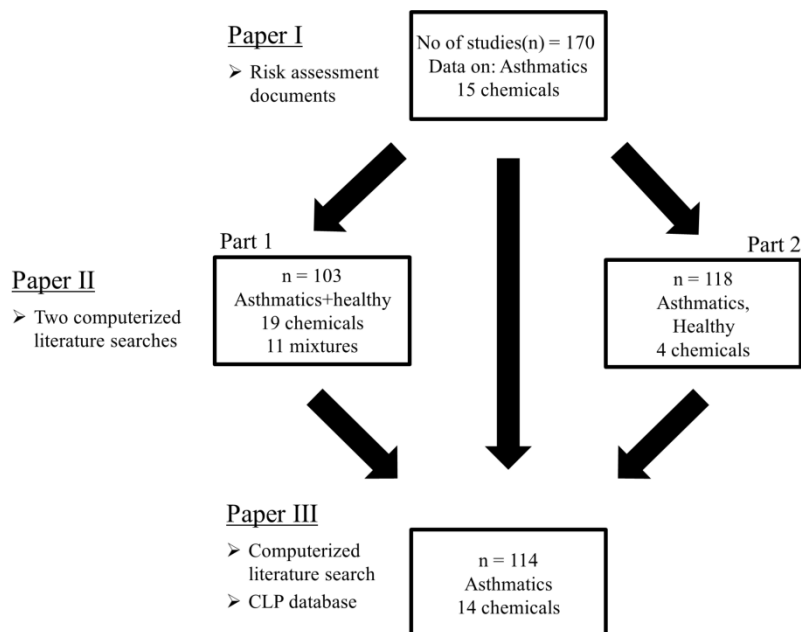 Paper I
➢ Risk assessment
documents
No of studies(n) = 170
Data on: Asthmatics
15 chemicals
Part 1
Part 2
Paper II
➢ Two computerized
literature searches
n = 103
Asthmatics+healthy
19 chemicals
11 mixtures
n = 118
Asthmatics,
Healthy
4 chemicals
Paper III
➢ Computerized
literature search
➢ CLP database
n = 114
Asthmatics
14 chemicals